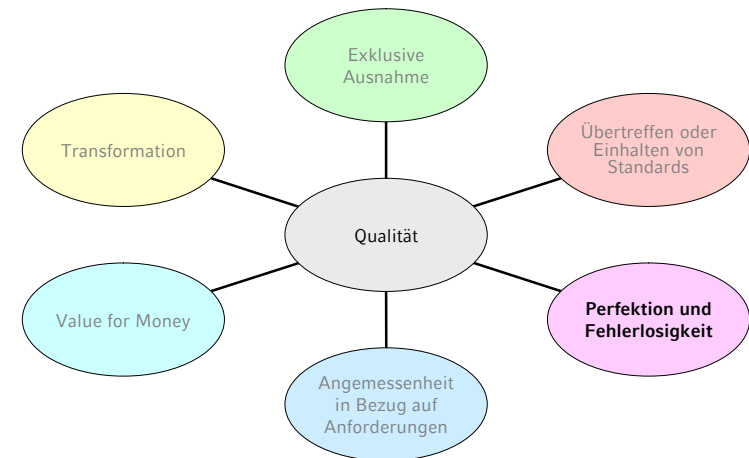 Exklusive
Ausnahme
Transformation
Übertreffen oder
Einhalten von
Standards
Qualität
Value for Money
Perfektion und
Fehlerlosigkeit
Angemessenheit
in Bezug auf
Anforderungen